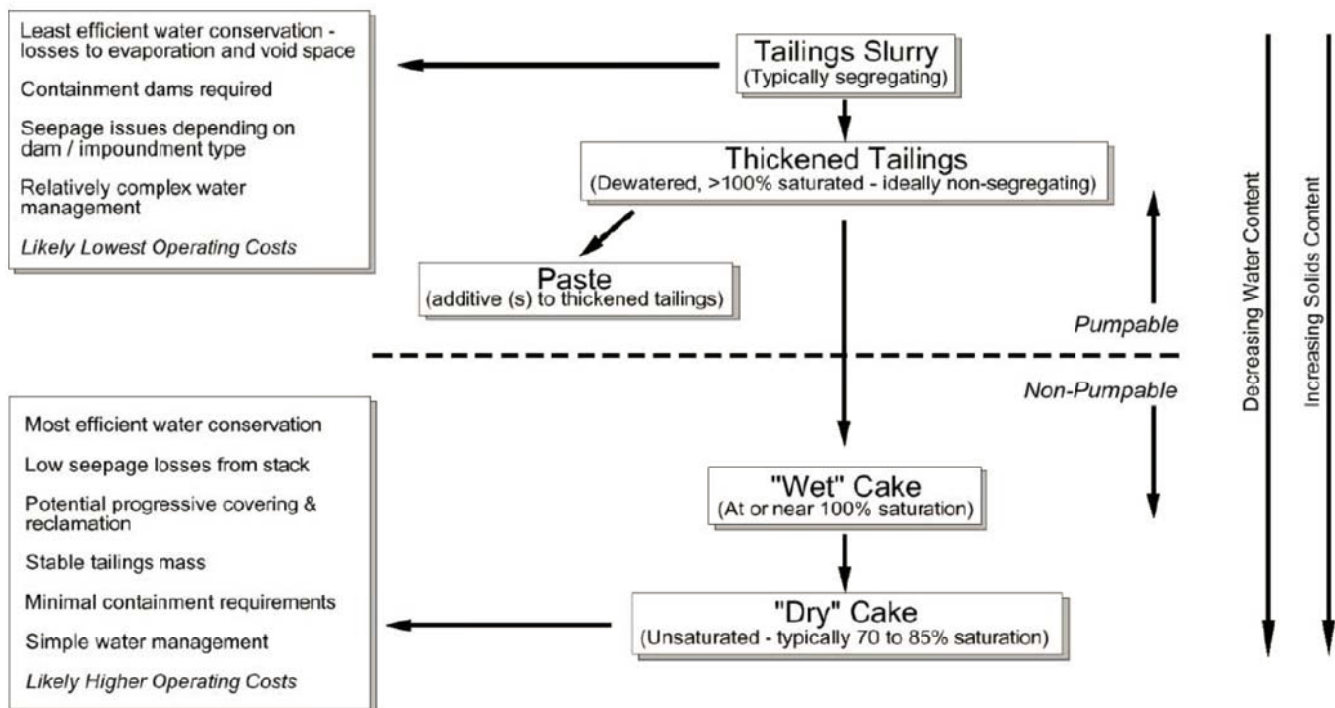 Least efficient water conservation -
losses to evaporation and void space
Containment dams required
Seepage issues depending on
dam / impoundment type
Relatively complex water
management
Likely Lowest Operating Costs
Tailings Slurry
(Typically segregating)
Thickened Tailings
(Dewatered, >100% saturated - ideally non-segregating)
Paste
(additive (s) to thickened tailings)
Pumpable
Non-Pumpable
Decreasing Water Content
Increasing Solids Content
Most efficient water conservation
Low seepage losses from stack
Potential progressive covering &
reclamation
Stable tailings mass
Minimal containment requirements
Simple water management
Likely Higher Operating Costs
"Wet" Cake
(At or near 100% saturation)
"Dry" Cake
(Unsaturated - typically 70 to 85% saturation)